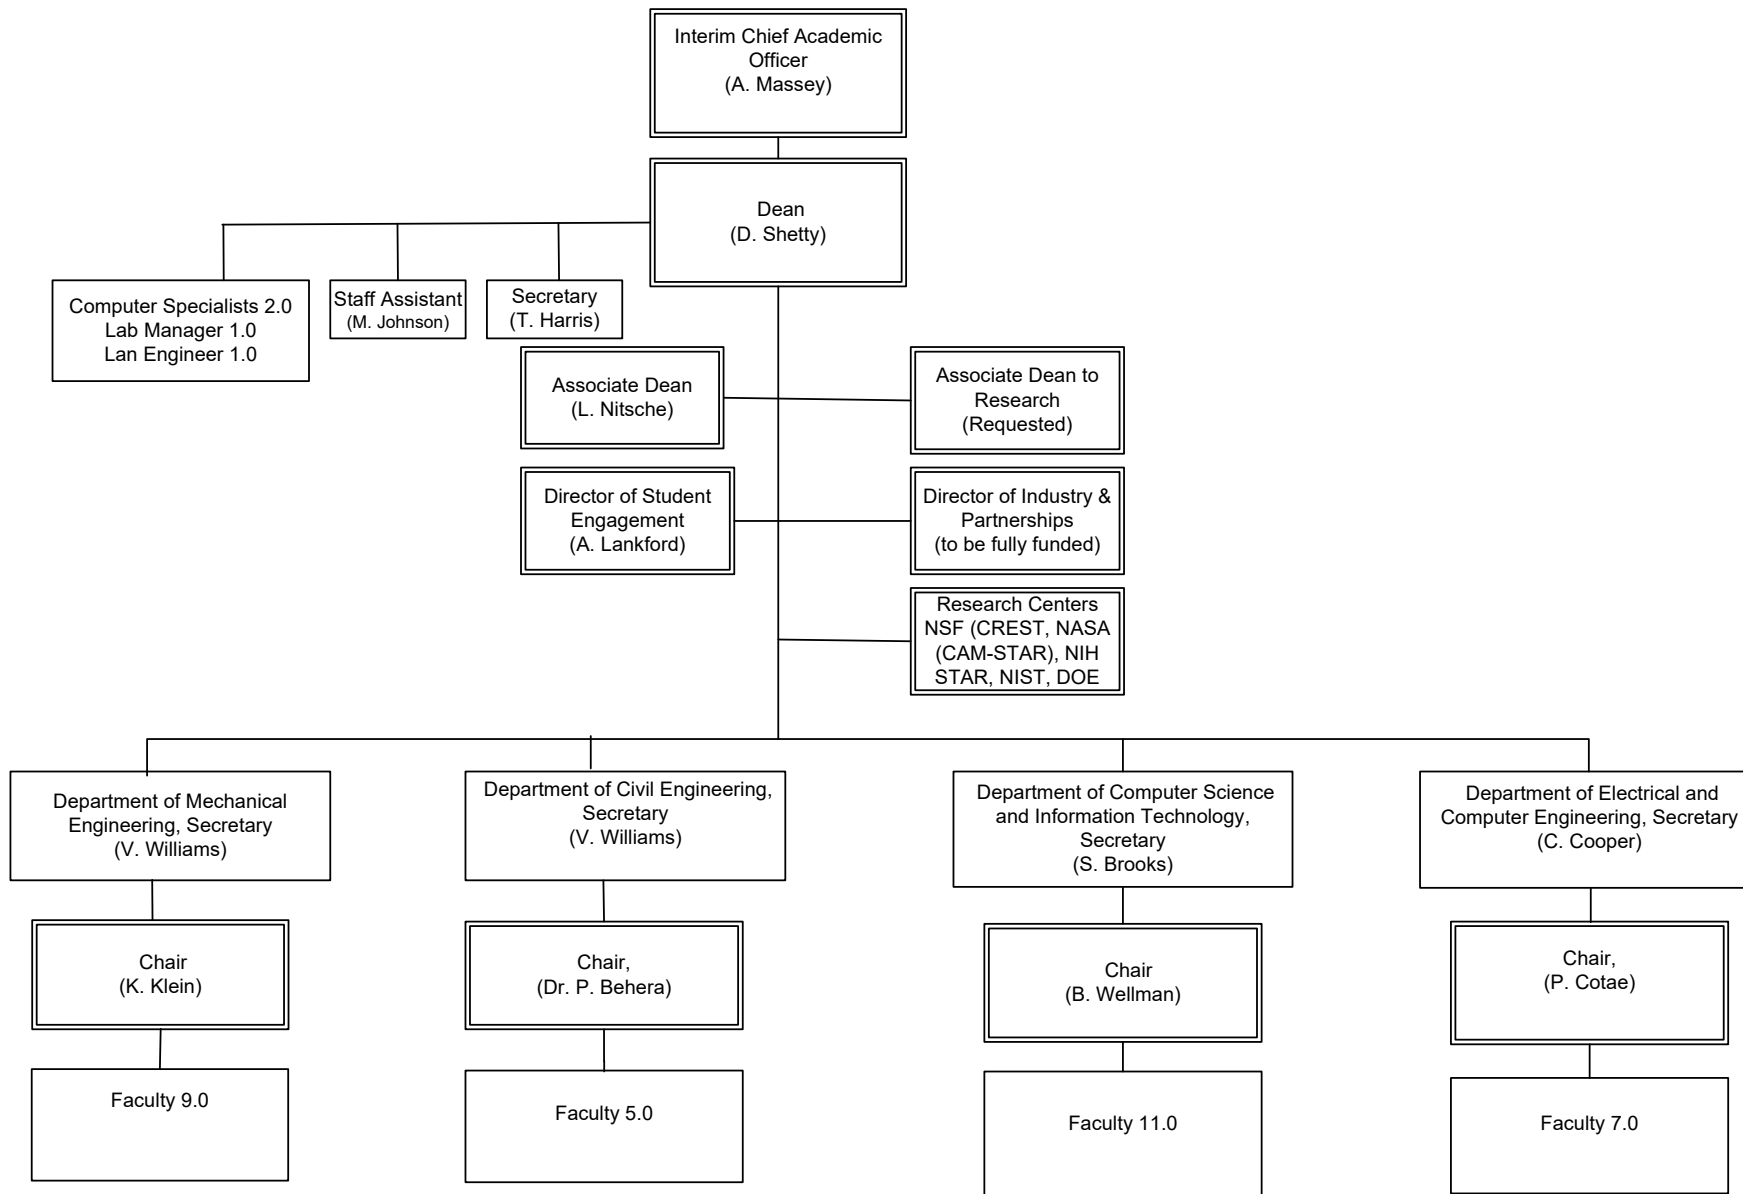 Interim Chief Academic
Officer
(A. Massey)
Dean
(D. Shetty)
Computer Specialists 2.0
Lab Manager 1.0
Lan Engineer 1.0
Staff Assistant
(M. Johnson)
Secretary
(T. Harris)
Associate Dean
(L. Nitsche)
Associate Dean to
Research
(Requested)
Director of Student
Engagement
(A. Lankford)
Director of Industry &
Partnerships
(to be fully funded)
Research Centers
NSF (CREST, NASA
(CAM-STAR), NIH
STAR, NIST, DOE
Department of Mechanical
Engineering, Secretary
(V. Williams)
Department of Civil Engineering,
Secretary
(V. Williams)
Department of Computer Science
and Information Technology,
Secretary
(S. Brooks)
Department of Electrical and
Computer Engineering, Secretary
(C. Cooper)
Chair
(K. Klein)
Chair,
(Dr. P. Behera)
Chair
(B. Wellman)
Chair,
(P. Cotae)
Faculty 9.0
Faculty 5.0
Faculty 11.0
Faculty 7.0